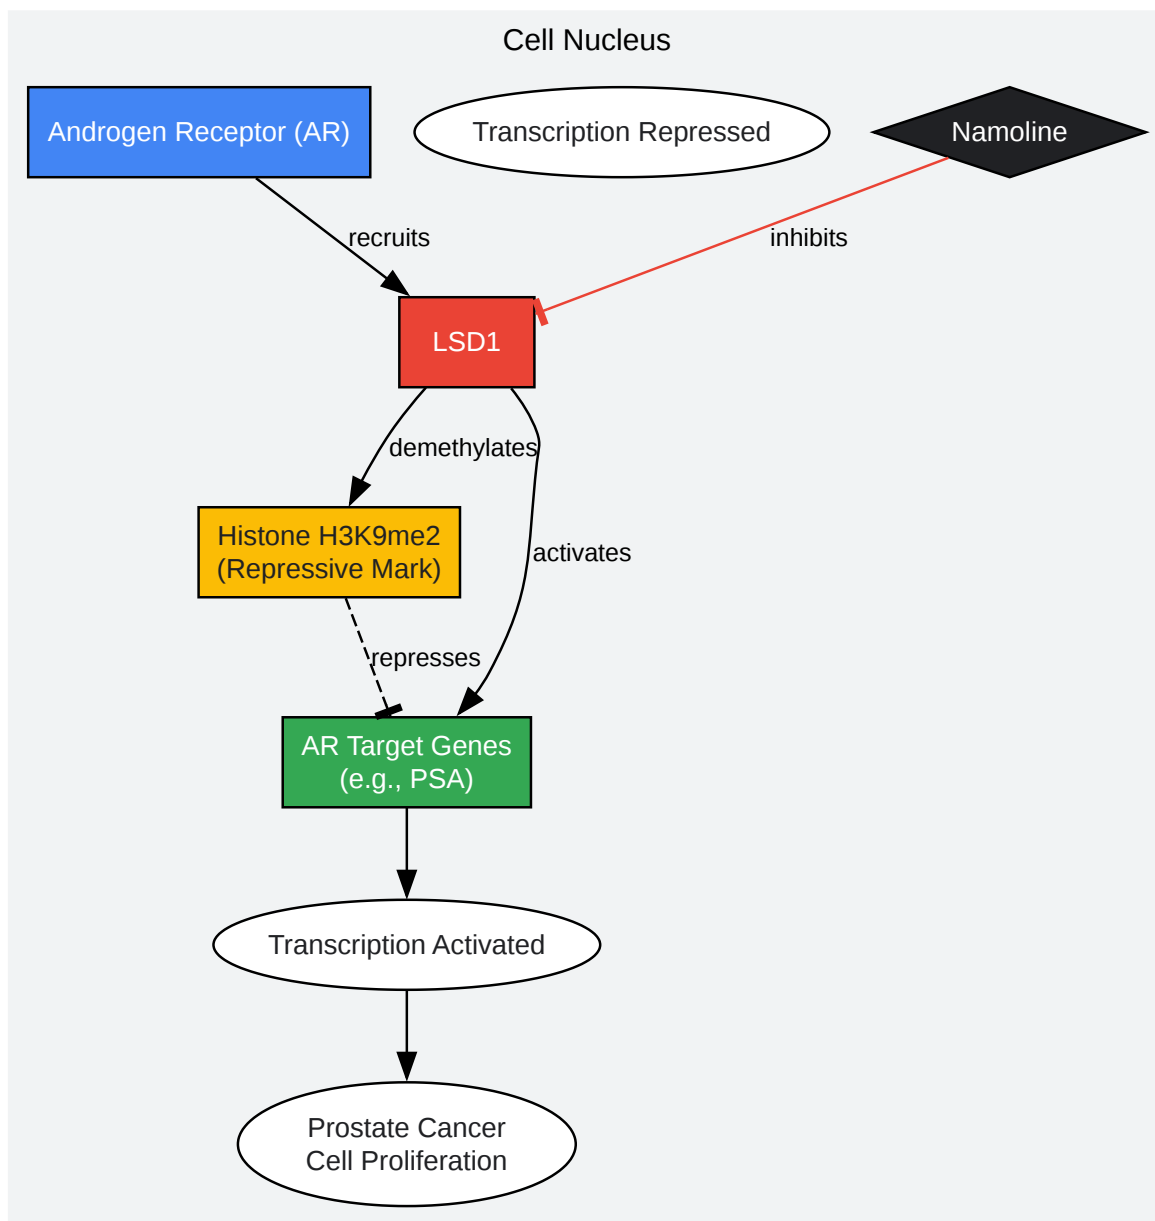 Cell Nucleus
Androgen Receptor (AR)
Transcription Repressed
Namoline
recruits
inhibits
LSD1
demethylates
Histone H3K9me2
(Repressive Mark)
activates
represses
AR Target Genes
(e.g., PSA)
Transcription Activated
Prostate Cancer
Cell Proliferation